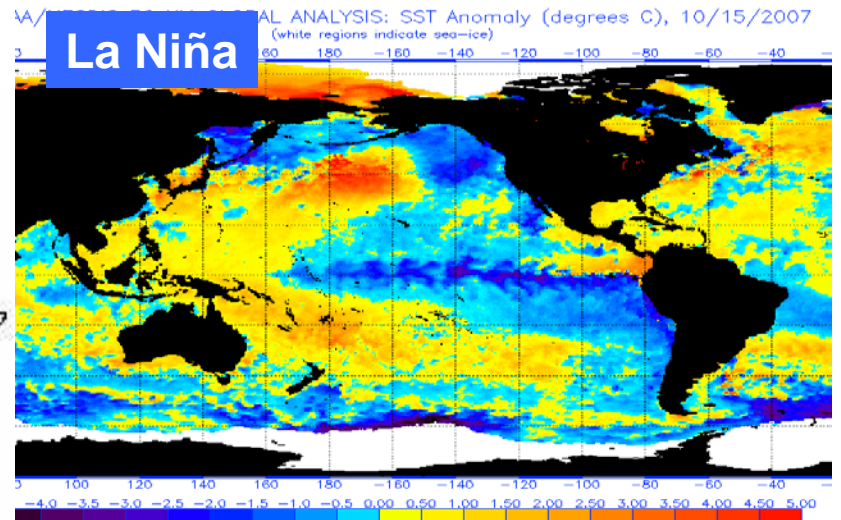 GLOBAL ANALYSIS: SST Anomaly (degrees C), 10/15/2007
(white regions indicate sea-ice)
La Niña
160 180 -160 -140 -120 -100 -80 -60 -40
100 120 140 160 180 -160 -140 -120 -100 -80 -60 -40
-4.0 -3.5 -3.0 -2.5 -2.0 -1.5 -1.0 -0.5 0.00 0.50 1.00 1.50 2.00 2.50 3.00 3.50 4.00 4.50 5.00